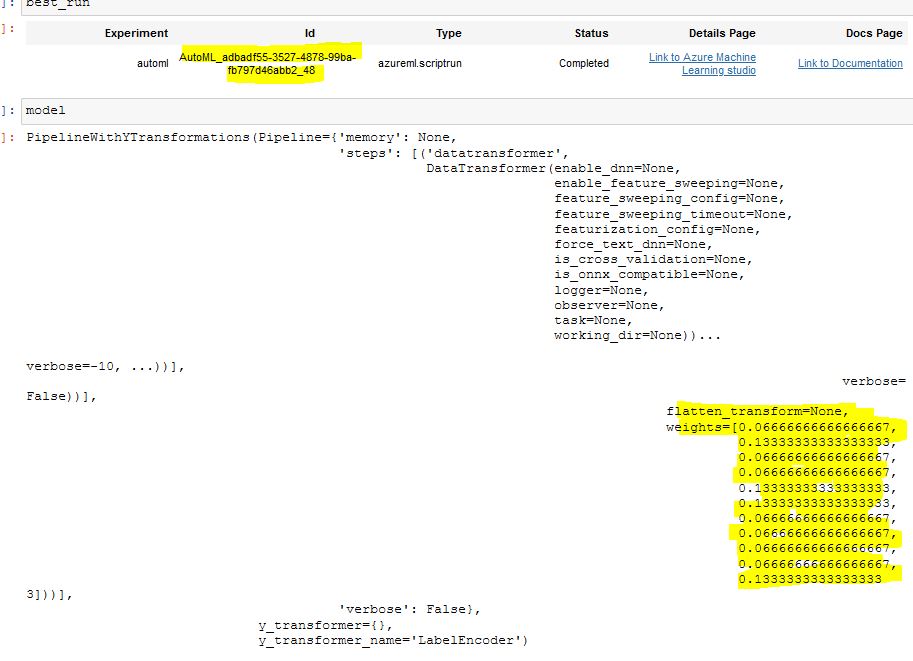 ]: best_run
]:
Experiment Id Type Status Details Page Docs Page
automl AutoML_adbadf55-3527-4878-99ba-fb797d46abb2_48 azureml.scriptrun Completed Link to Azure Machine Learning studio Link to Documentation
]: model
]: PipelineWithYTransformations(Pipeline={'memory': None,
'steps': [('datatransformer',
DataTransformer(enable_dnn=None,
enable_feature_sweeping=None,
feature_sweeping_config=None,
feature_sweeping_timeout=None,
featurization_config=None,
force_text_dnn=None,
is_cross_validation=None,
is_onnx_compatible=None,
logger=None,
observer=None,
task=None,
working_dir=None))...
verbose=-10, ...))],
verbose=
False))],
flatten_transform=None,
weights=[0.06666666666666667,
0.13333333333333333,
0.06666666666666667,
0.06666666666666667,
0.13333333333333333,
0.13333333333333333,
0.06666666666666667,
0.06666666666666667,
0.06666666666666667,
0.06666666666666667,
0.1333333333333333
3]))],
'verbose': False},
y_transformer={},
y_transformer_name='LabelEncoder')